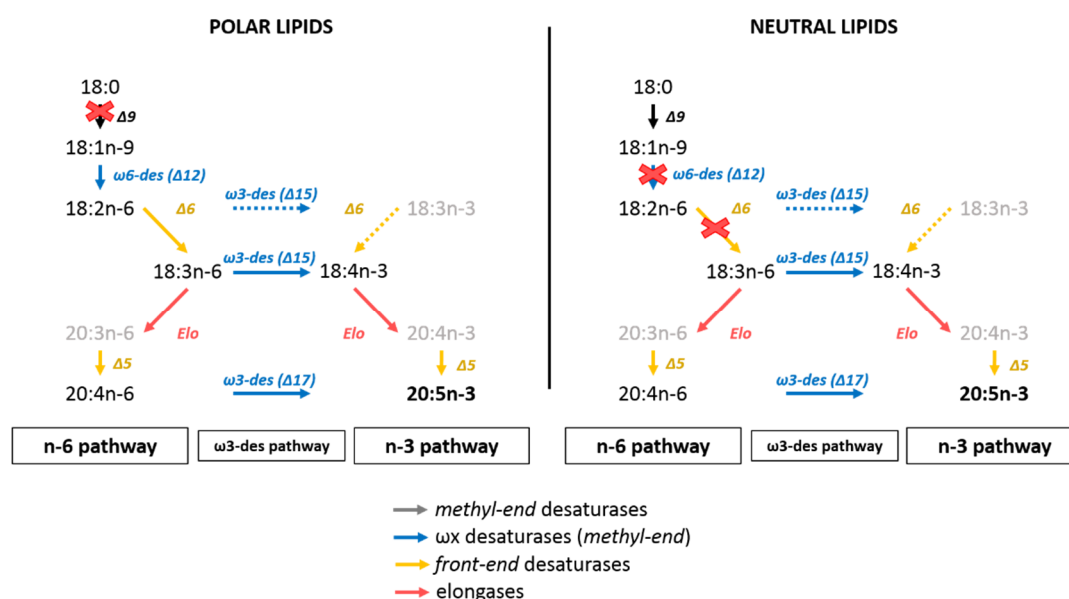 POLAR LIPIDS
18:0
Δ9
18:1n-9
ω6-des (Δ12)
ω3-des (Δ15)
18:2n-6
Δ6
Δ6
18:3n-3
ω3-des (Δ15)
18:3n-6
18:4n-3
20:3n-6
Elo
Elo
20:4n-3
Δ5
Δ5
ω3-des (Δ17)
20:4n-6
20:5n-3
n-6 pathway
ω3-des pathway
n-3 pathway
NEUTRAL LIPIDS
18:0
Δ9
18:1n-9
ω6-des (Δ12)
ω3-des (Δ15)
18:2n-6
Δ6
Δ6
18:3n-3
ω3-des (Δ15)
18:3n-6
18:4n-3
20:3n-6
Elo
Elo
20:4n-3
Δ5
Δ5
ω3-des (Δ17)
20:4n-6
20:5n-3
n-6 pathway
ω3-des pathway
n-3 pathway
methyl-end desaturases
ωx desaturases (methyl-end)
front-end desaturases
elongases